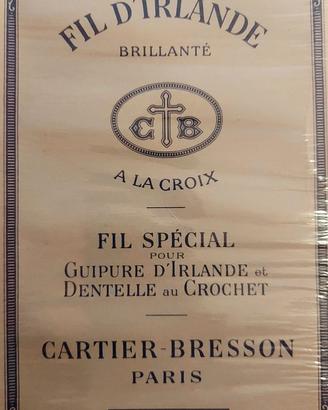 FIL D'IRLANDE
BRILLANTÉ
C B
A LA CROIX
FIL SPÉCIAL
POUR
GUIPURE D'IRLANDE et
DENTELLE au CROCHET
CARTIER-BRESSON
PARIS